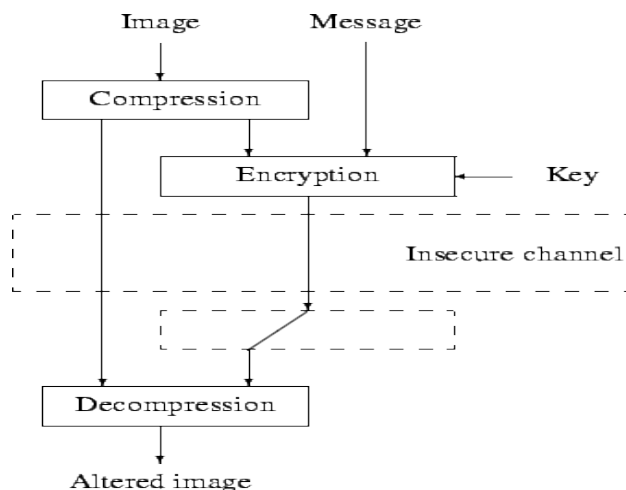 Image
Message
Compression
Encryption
Key
Insecure channel
Decompression
Altered image